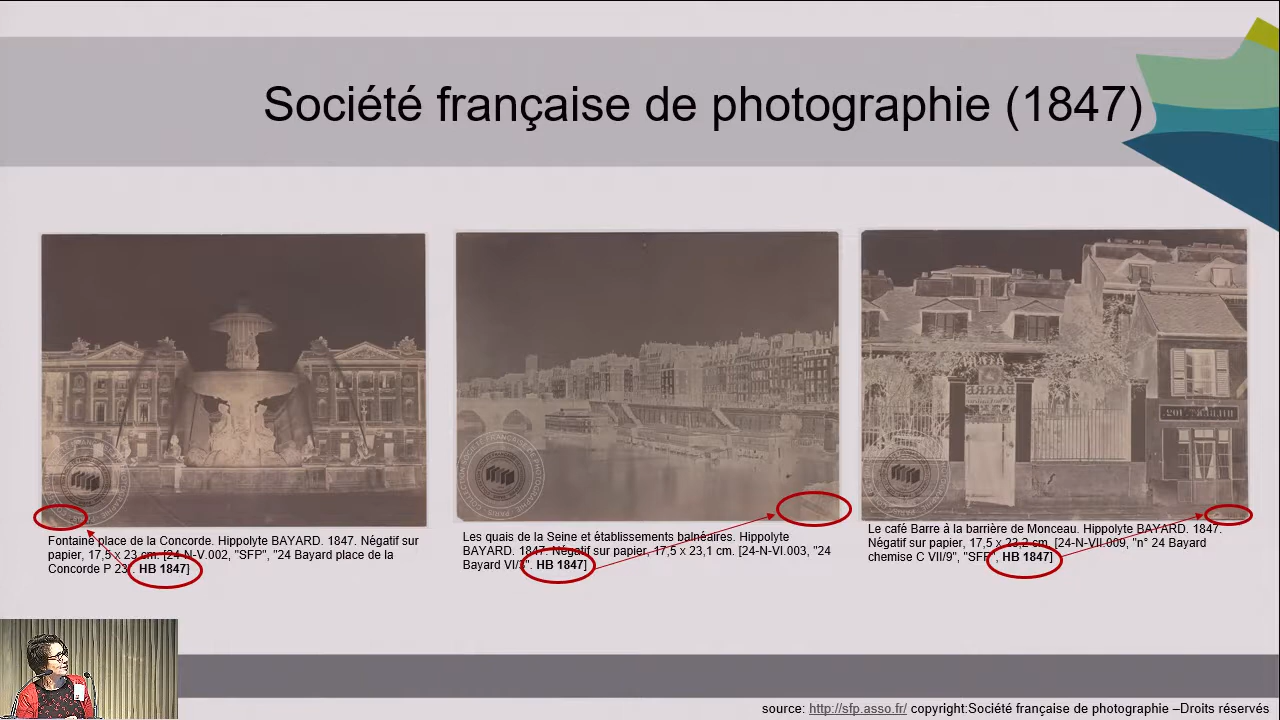 Société française de photographie (1847)
Fontaine place de la Concorde. Hippolyte BAYARD. 1847. Négatif sur
papier, 17,5 x 23 cm. [24-N-V.002, "SFP", "24 Bayard place de la
Concorde P 23". HB 1847]
Les quais de la Seine et établissements balnéaires. Hippolyte
BAYARD. 1847. Négatif sur papier, 17,5 x 23,1 cm. [24-N-VI.003, "24
Bayard VI/3". HB 1847]
BARRE
Le café Barre à la barrière de Monceau. Hippolyte BAYARD. 1847.
Négatif sur papier, 17,5 x 23,2 cm. [24-N-VII.009, "n° 24 Bayard
chemise C VII/9", "SFP", HB 1847]
source: http://sfp.asso.fr/ copyright:Société française de photographie –Droits réservés